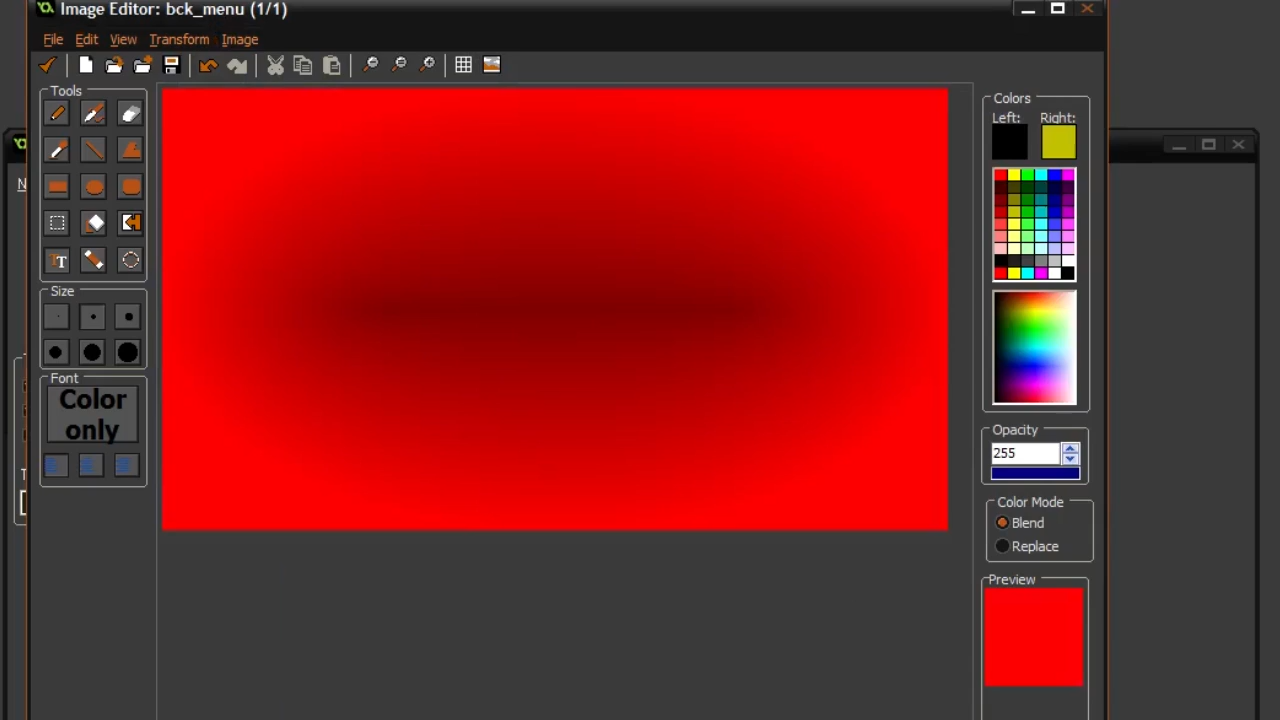 Image Editor: bck_menu (1/1)
File Edit View Transform Image
Tools
Colors
Left: Right:
N
TT
Size
Font
Color
only
T
Opacity
255
Color Mode
Blend
Replace
Preview